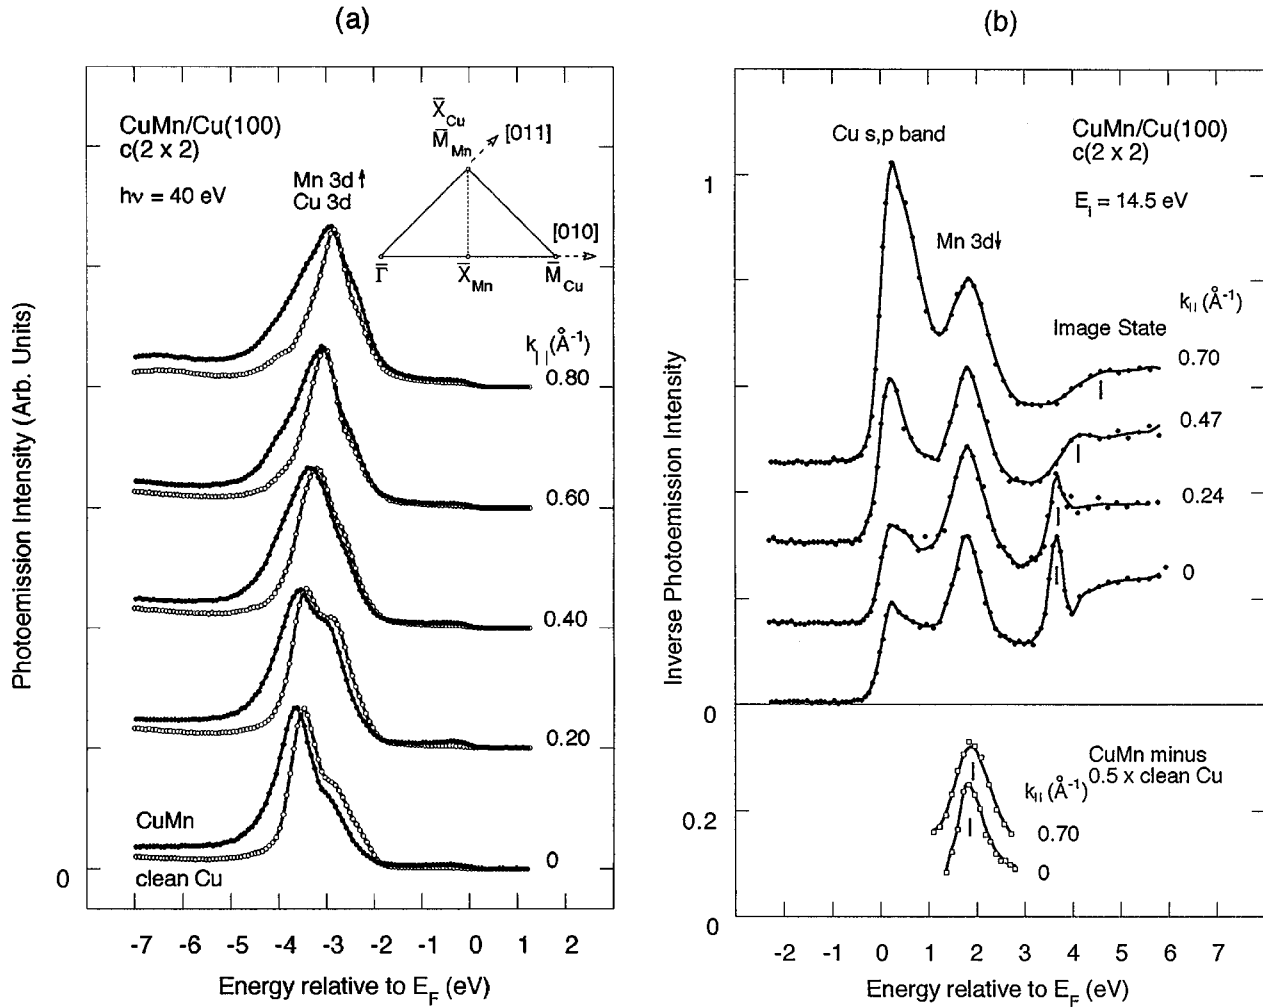 (a)
CuMn/Cu(100)
c(2 x 2)
hν = 40 eV
Mn 3d↑
Cu 3d
X̅Cu
M̅Mn
[011]
[010]
Γ̅
X̅Mn
M̅Cu
k||(Å⁻¹)
0.80
0.60
0.40
0.20
0
CuMn
clean Cu
0
Photoemission Intensity (Arb. Units)
-7 -6 -5 -4 -3 -2 -1 0 1 2
Energy relative to EF (eV)
(b)
Cu s,p band
CuMn/Cu(100)
c(2 x 2)
Ei = 14.5 eV
Mn 3d↓
Image State
k|| (Å⁻¹)
0.70
0.47
0.24
0
1
0
0.2
0
CuMn minus
0.5 x clean Cu
k|| (Å⁻¹)
0.70
0
Inverse Photoemission Intensity
-2 -1 0 1 2 3 4 5 6 7
Energy relative to EF (eV)